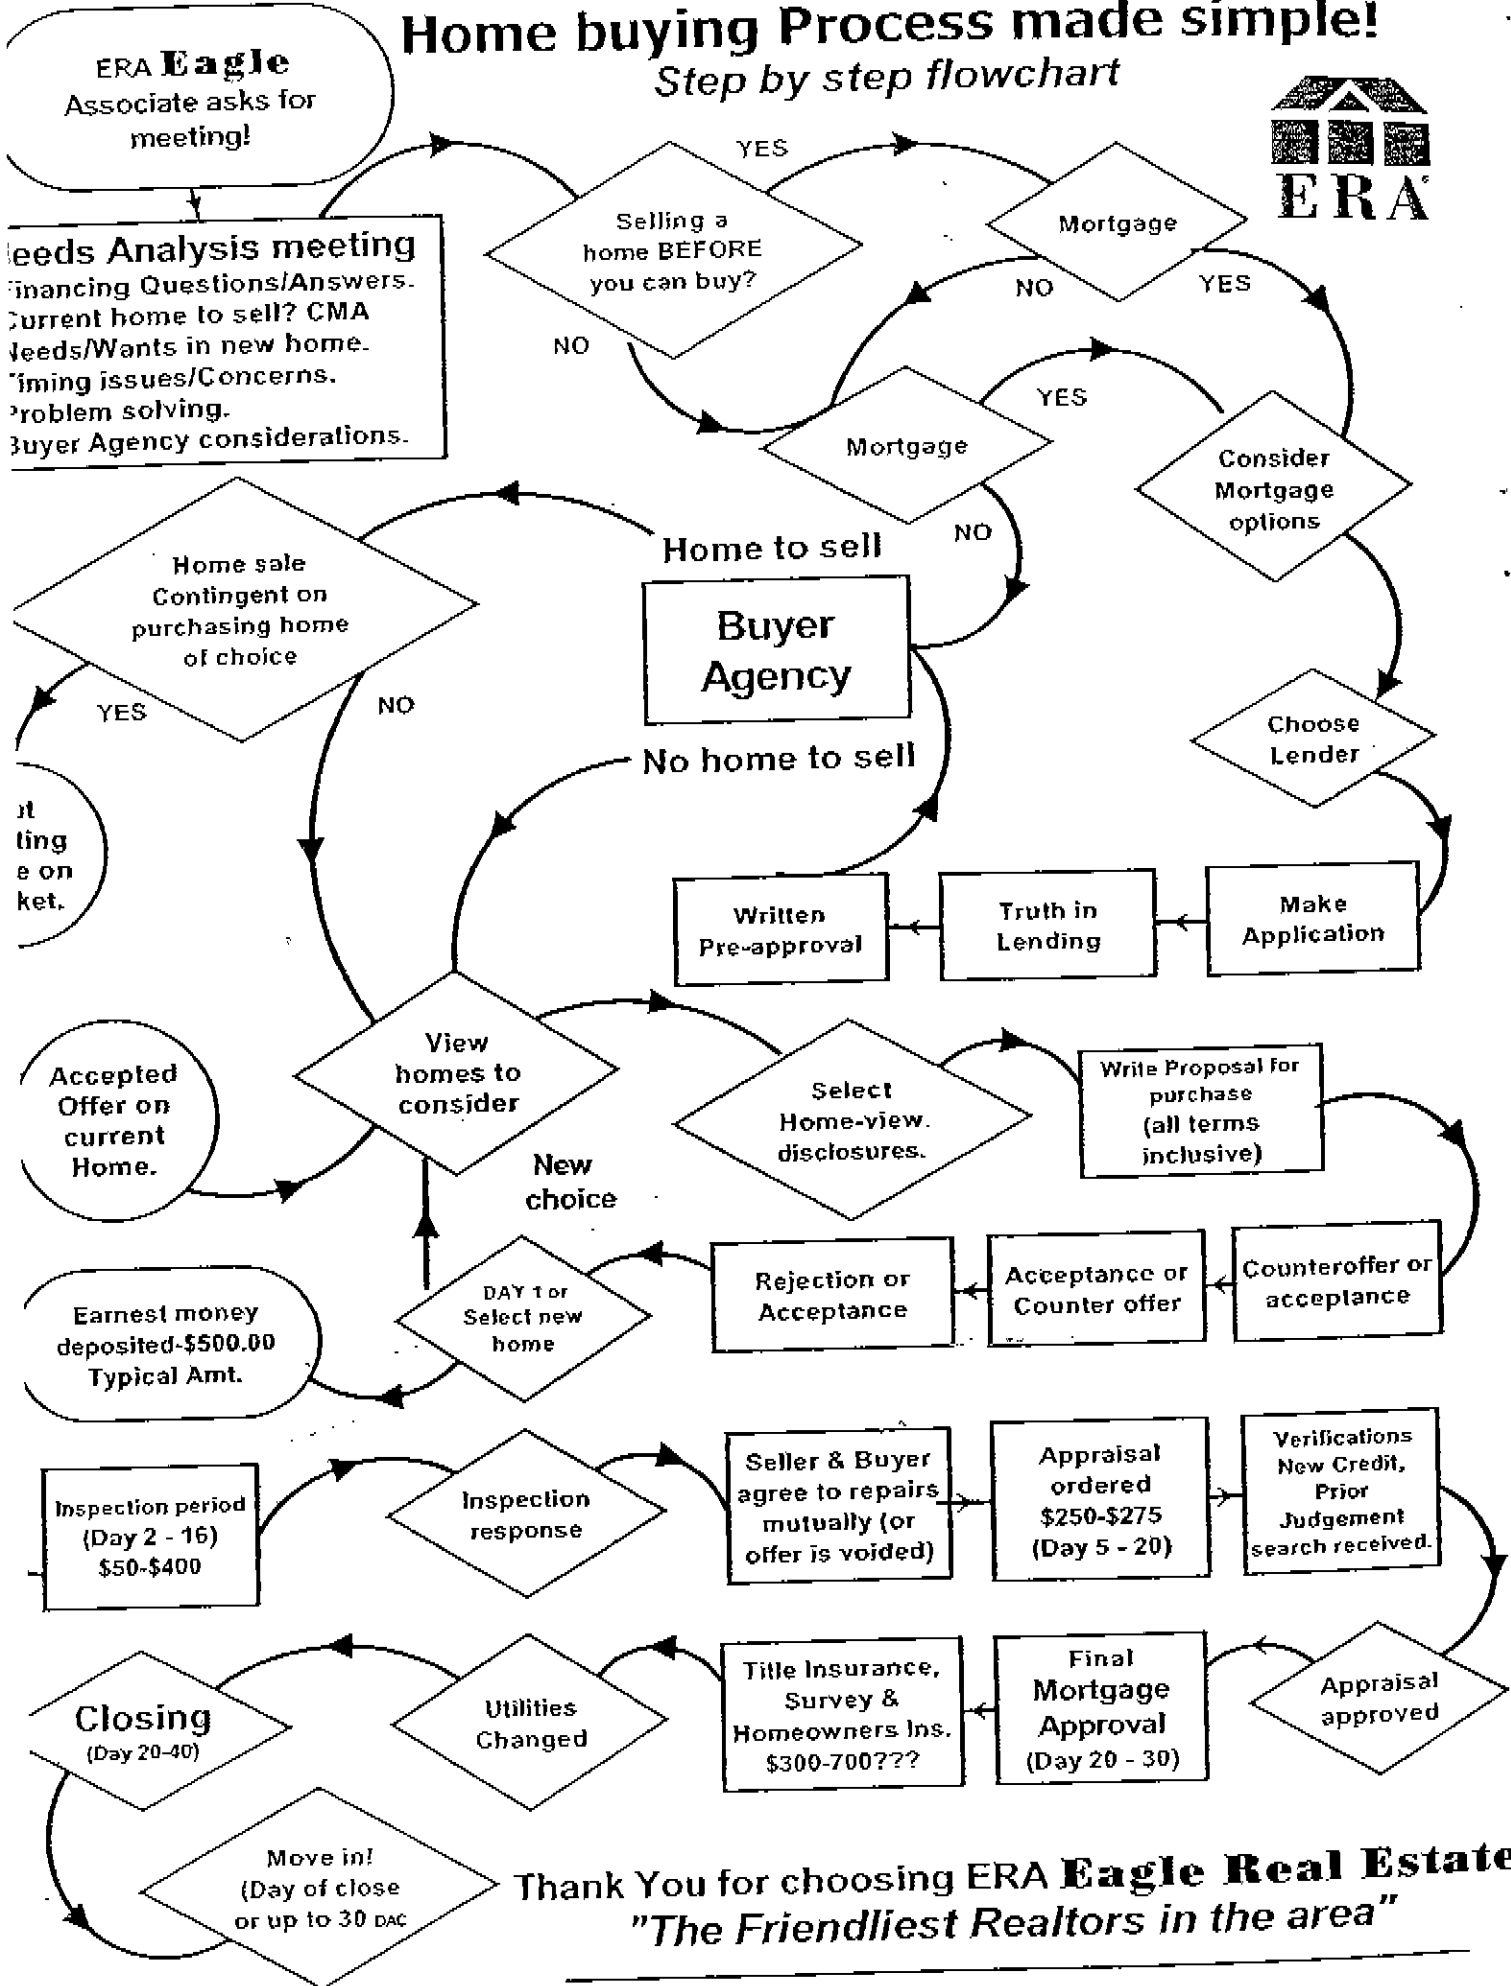 Home buying Process made simple!
Step by step flowchart
ERA Eagle
Associate asks for
meeting!
ERA
eeds Analysis meeting
inancing Questions/Answers.
urrent home to sell? CMA
eeds/Wants in new home.
iming issues/Concerns.
roblem solving.
uyer Agency considerations.
Selling a
home BEFORE
you can buy?
YES
NO
Mortgage
NO
YES
Mortgage
YES
NO
Consider
Mortgage
options
Home sale
Contingent on
purchasing home
of choice
YES
NO
Home to sell
Buyer
Agency
No home to sell
Choose
Lender
ting
e on
ket.
Written
Pre-approval
Truth in
Lending
Make
Application
Accepted
Offer on
current
Home.
View
homes to
consider
New
choice
Select
Home-view.
disclosures.
Write Proposal for
purchase
(all terms
inclusive)
Earnest money
deposited-$500.00
Typical Amt.
DAY 1 or
Select new
home
Rejection or
Acceptance
Acceptance or
Counter offer
Counteroffer or
acceptance
Inspection period
(Day 2 - 16)
$50-$400
Inspection
response
Seller & Buyer
agree to repairs
mutually (or
offer is voided)
Appraisal
ordered
$250-$275
(Day 5 - 20)
Verifications
New Credit,
Prior
Judgement
search received.
Closing
(Day 20-40)
Utilities
Changed
Title Insurance,
Survey &
Homeowners Ins.
$300-700???
Final
Mortgage
Approval
(Day 20 - 30)
Appraisal
approved
Move in!
(Day of close
or up to 30 DAC
Thank You for choosing ERA Eagle Real Estate
"The Friendliest Realtors in the area"